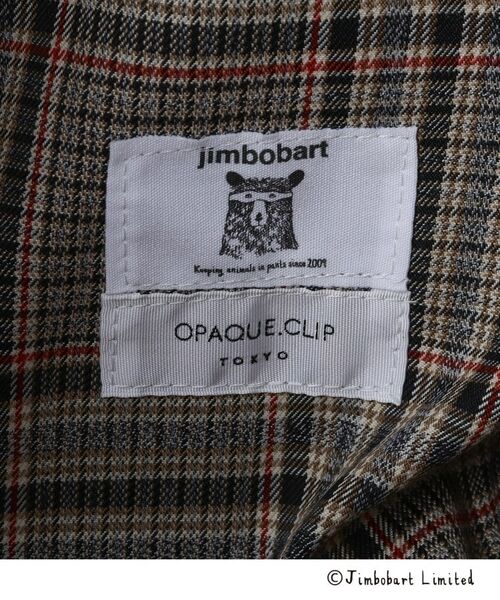 jimbobart
Keeping animals in pants since 2009
OPAQUE.CLIP
TOKYO
©Jimbobart Limited